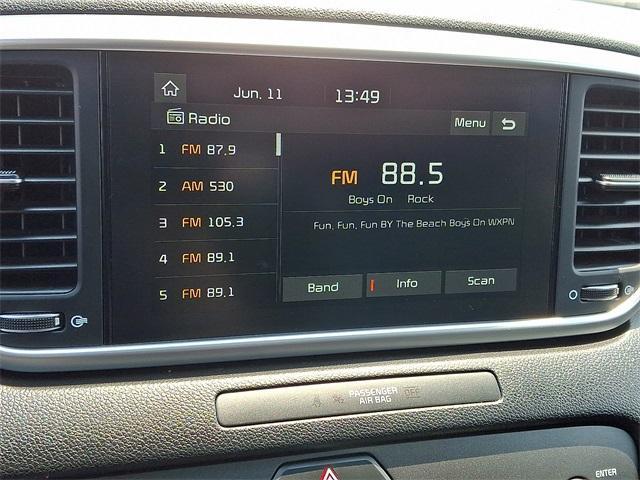 Jun. 11 13:49
Radio
Menu
1 FM 87.9
2 AM 530
3 FM 105.3
4 FM 89.1
5 FM 89.1
FM 88.5
Boys On Rock
Fun, Fun, Fun BY The Beach Boys On WXPN
Band Info Scan
PASSENGER
AIR BAG
OFF
ENTER